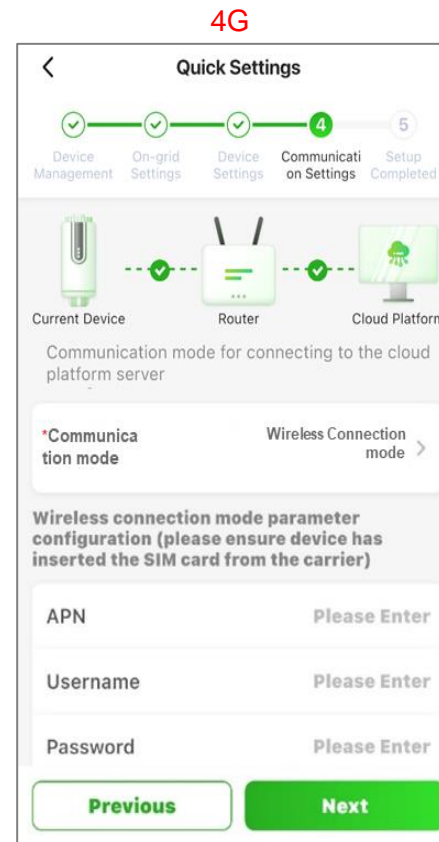 4G
Quick Settings
4
5
Device
Management
On-grid
Settings
Device
Settings
Communicati
on Settings
Setup
Completed
Current Device
Router
Cloud Platform
Communication mode for connecting to the cloud
platform server
*Communica
tion mode
Wireless Connection
mode
Wireless connection mode parameter
configuration (please ensure device has
inserted the SIM card from the carrier)
APN
Please Enter
Username
Please Enter
Password
Please Enter
Previous
Next